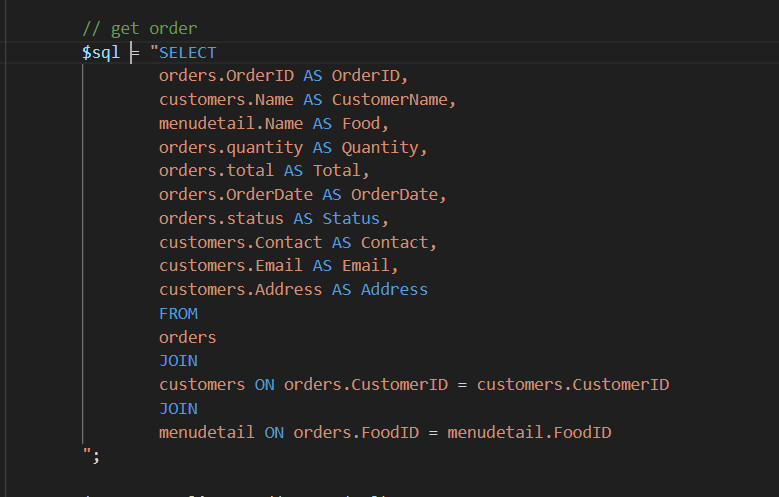 // get order
$sql = "SELECT
orders.OrderID AS OrderID,
customers.Name AS CustomerName,
menudetail.Name AS Food,
orders.quantity AS Quantity,
orders.total AS Total,
orders.OrderDate AS OrderDate,
orders.status AS Status,
customers.Contact AS Contact,
customers.Email AS Email,
customers.Address AS Address
FROM
orders
JOIN
customers ON orders.CustomerID = customers.CustomerID
JOIN
menudetail ON orders.FoodID = menudetail.FoodID
";